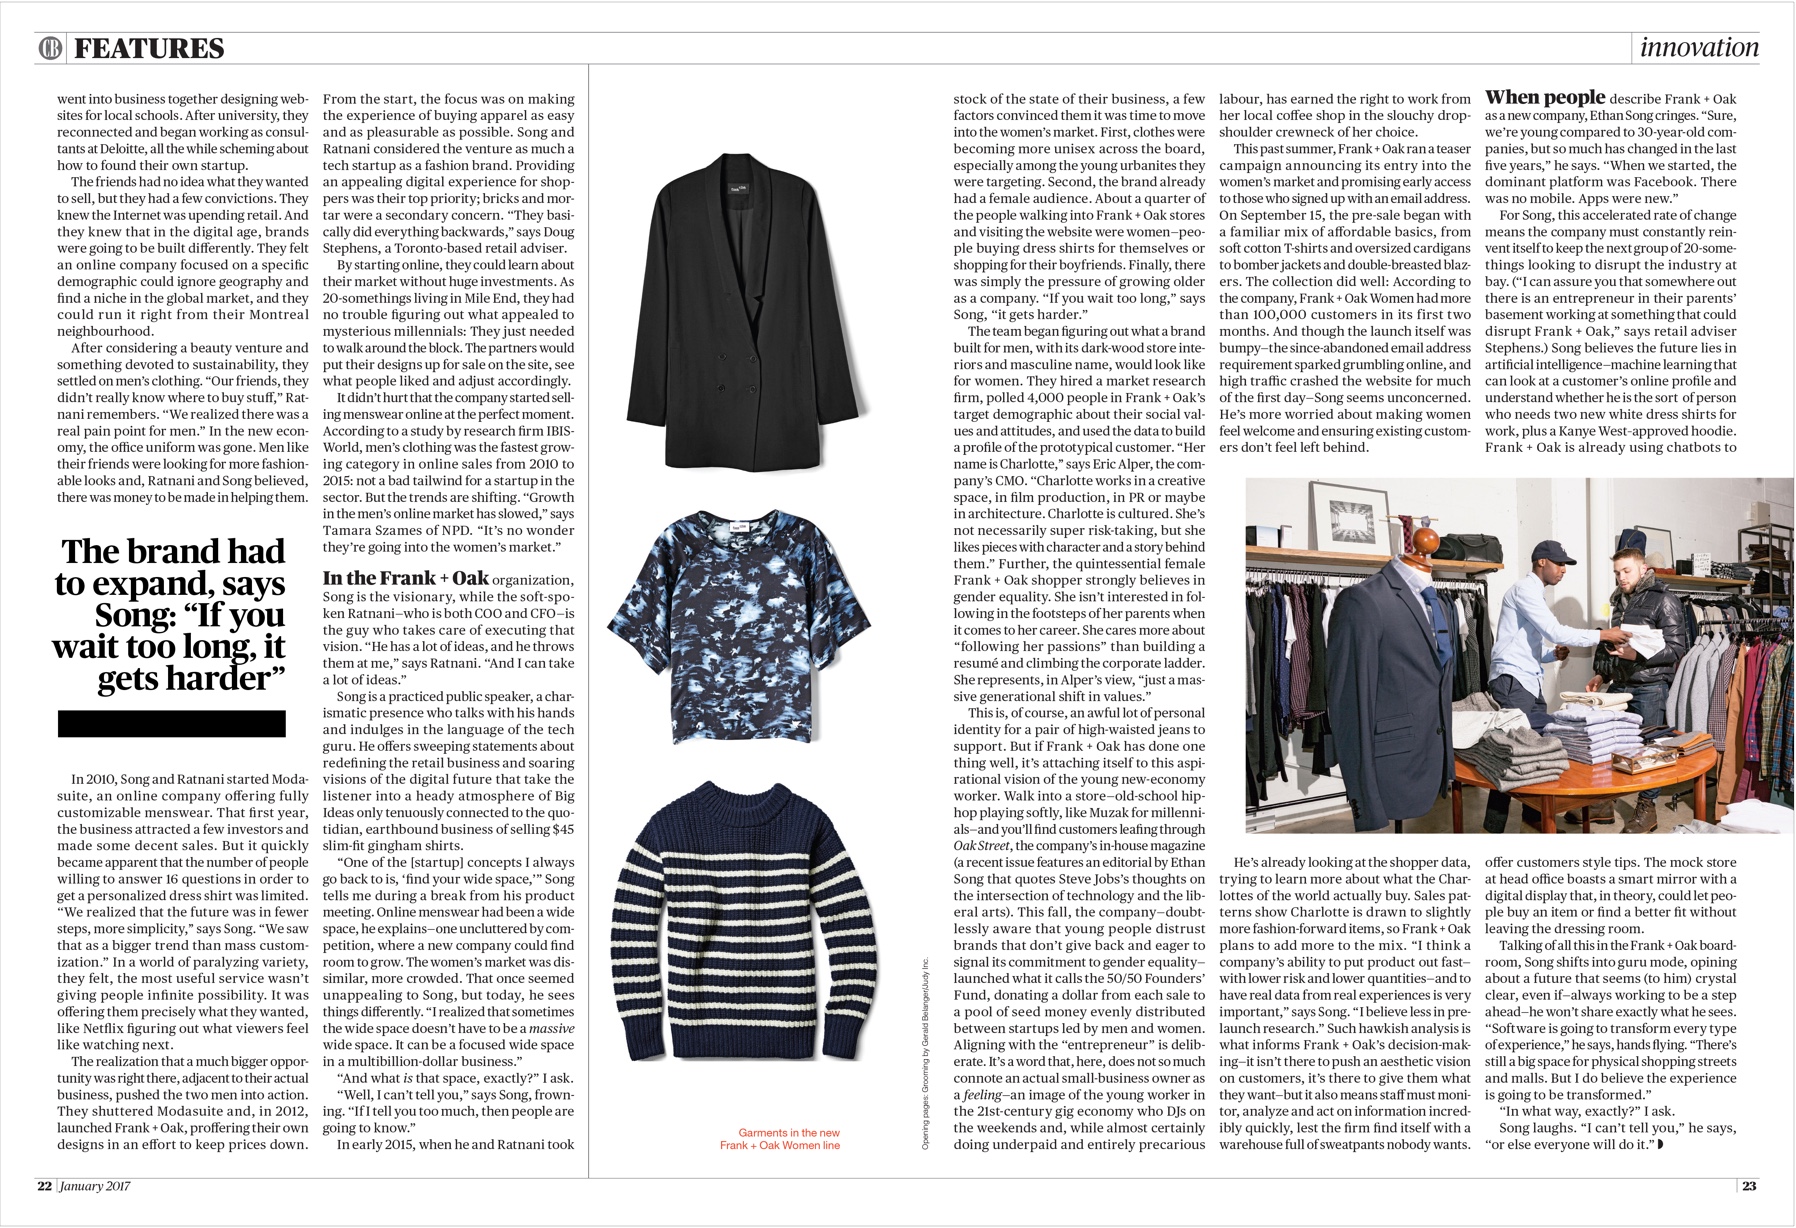 CB FEATURES
innovation
went into business together designing web-
sites for local schools. After university, they
reconnected and began working as consul-
tants at Deloitte, all the while scheming about
how to found their own startup.
The friends had no idea what they wanted
to sell, but they had a few convictions. They
knew the Internet was upending retail. And
they knew that in the digital age, brands
were going to be built differently. They felt
an online company focused on a specific
demographic could ignore geography and
find a niche in the global market, and they
could run it right from their Montreal
neighbourhood.
After considering a beauty venture and
something devoted to sustainability, they
settled on men's clothing. “Our friends, they
didn't really know where to buy stuff,” Rat-
nani remembers. “We realized there was a
real pain point for men.” In the new econ-
omy, the office uniform was gone. Men like
their friends were looking for more fashion-
able looks and, Ratnani and Song believed,
there was money to be made in helping them.
The brand had
to expand, says
Song: “If you
wait too long, it
gets harder”
In 2010, Song and Ratnani started Moda-
suite, an online company offering fully
customizable menswear. That first year,
the business attracted a few investors and
made some decent sales. But it quickly
became apparent that the number of people
willing to answer 16 questions in order to
get a personalized dress shirt was limited.
“We realized that the future was in fewer
steps, more simplicity,” says Song. “We saw
that as a bigger trend than mass custom-
ization.” In a world of paralyzing variety,
they felt, the most useful service wasn't
giving people infinite possibility. It was
offering them precisely what they wanted,
like Netflix figuring out what viewers feel
like watching next.
The realization that a much bigger oppor-
tunity was right there, adjacent to their actual
business, pushed the two men into action.
They shuttered Modasuite and, in 2012,
launched Frank + Oak, proffering their own
designs in an effort to keep prices down.
From the start, the focus was on making
the experience of buying apparel as easy
and as pleasurable as possible. Song and
Ratnani considered the venture as much a
tech startup as a fashion brand. Providing
an appealing digital experience for shop-
pers was their top priority; bricks and mor-
tar were a secondary concern. “They basi-
cally did everything backwards,” says Doug
Stephens, a Toronto-based retail adviser.
By starting online, they could learn about
their market without huge investments. As
20-somethings living in Mile End, they had
no trouble figuring out what appealed to
mysterious millennials: They just needed
to walk around the block. The partners would
put their designs up for sale on the site, see
what people liked and adjust accordingly.
It didn't hurt that the company started sell-
ing menswear online at the perfect moment.
According to a study by research firm IBIS-
World, men's clothing was the fastest grow-
ing category in online sales from 2010 to
2015: not a bad tailwind for a startup in the
sector. But the trends are shifting. “Growth
in the men's online market has slowed,” says
Tamara Szames of NPD. “It's no wonder
they're going into the women's market.”
In the Frank + Oak organization,
Song is the visionary, while the soft-spo-
ken Ratnani—who is both COO and CFO—is
the guy who takes care of executing that
vision. “He has a lot of ideas, and he throws
them at me,” says Ratnani. “And I can take
a lot of ideas.”
Song is a practiced public speaker, a char-
ismatic presence who talks with his hands
and indulges in the language of the tech
guru. He offers sweeping statements about
redefining the retail business and soaring
visions of the digital future that take the
listener into a heady atmosphere of Big
Ideas only tenuously connected to the quo-
tidian, earthbound business of selling $45
slim-fit gingham shirts.
“One of the [startup] concepts I always
go back to is, ‘find your wide space,’” Song
tells me during a break from his product
meeting. Online menswear had been a wide
space, he explains—one uncluttered by com-
petition, where a new company could find
room to grow. The women's market was dis-
similar, more crowded. That once seemed
unappealing to Song, but today, he sees
things differently. “I realized that sometimes
the wide space doesn't have to be a massive
wide space. It can be a focused wide space
in a multibillion-dollar business.”
“And what is that space, exactly?” I ask.
“Well, I can't tell you,” says Song, frown-
ing. “If I tell you too much, then people are
going to know.”
In early 2015, when he and Ratnani took
Garments in the new
Frank + Oak Women line
Opening pages: Grooming by Gerald Belanger/Judy Inc.
stock of the state of their business, a few
factors convinced them it was time to move
into the women's market. First, clothes were
becoming more unisex across the board,
especially among the young urbanites they
were targeting. Second, the brand already
had a female audience. About a quarter of
the people walking into Frank + Oak stores
and visiting the website were women—peo-
ple buying dress shirts for themselves or
shopping for their boyfriends. Finally, there
was simply the pressure of growing older
as a company. “If you wait too long,” says
Song, “it gets harder.”
The team began figuring out what a brand
built for men, with its dark-wood store inte-
riors and masculine name, would look like
for women. They hired a market research
firm, polled 4,000 people in Frank + Oak's
target demographic about their social val-
ues and attitudes, and used the data to build
a profile of the prototypical customer. “Her
name is Charlotte,” says Eric Alper, the com-
pany's CMO. “Charlotte works in a creative
space, in film production, in PR or maybe
in architecture. Charlotte is cultured. She's
not necessarily super risk-taking, but she
likes pieces with character and a story behind
them.” Further, the quintessential female
Frank + Oak shopper strongly believes in
gender equality. She isn't interested in fol-
lowing in the footsteps of her parents when
it comes to her career. She cares more about
“following her passions” than building a
resumé and climbing the corporate ladder.
She represents, in Alper's view, “just a mas-
sive generational shift in values.”
This is, of course, an awful lot of personal
identity for a pair of high-waisted jeans to
support. But if Frank + Oak has done one
thing well, it's attaching itself to this aspi-
rational vision of the young new-economy
worker. Walk into a store—old-school hip-
hop playing softly, like Muzak for millenni-
als—and you'll find customers leafing through
Oak Street, the company's in-house magazine
(a recent issue features an editorial by Ethan
Song that quotes Steve Jobs's thoughts on
the intersection of technology and the lib-
eral arts). This fall, the company—doubt-
lessly aware that young people distrust
brands that don't give back and eager to
signal its commitment to gender equality—
launched what it calls the 50/50 Founders'
Fund, donating a dollar from each sale to
a pool of seed money evenly distributed
between startups led by men and women.
Aligning with the “entrepreneur” is delib-
erate. It's a word that, here, does not so much
connote an actual small-business owner as
a feeling—an image of the young worker in
the 21st-century gig economy who DJs on
the weekends and, while almost certainly
doing underpaid and entirely precarious
labour, has earned the right to work from
her local coffee shop in the slouchy drop-
shoulder crewneck of her choice.
This past summer, Frank + Oak ran a teaser
campaign announcing its entry into the
women's market and promising early access
to those who signed up with an email address.
On September 15, the pre-sale began with
a familiar mix of affordable basics, from
soft cotton T-shirts and oversized cardigans
to bomber jackets and double-breasted blaz-
ers. The collection did well: According to
the company, Frank + Oak Women had more
than 100,000 customers in its first two
months. And though the launch itself was
bumpy—the since-abandoned email address
requirement sparked grumbling online, and
high traffic crashed the website for much
of the first day—Song seems unconcerned.
He's more worried about making women
feel welcome and ensuring existing custom-
ers don't feel left behind.
He's already looking at the shopper data,
trying to learn more about what the Char-
lottes of the world actually buy. Sales pat-
terns show Charlotte is drawn to slightly
more fashion-forward items, so Frank + Oak
plans to add more to the mix. “I think a
company's ability to put product out fast—
with lower risk and lower quantities—and to
have real data from real experiences is very
important,” says Song. “I believe less in pre-
launch research.” Such hawkish analysis is
what informs Frank + Oak's decision-mak-
ing—it isn't there to push an aesthetic vision
on customers, it's there to give them what
they want—but it also means staff must moni-
tor, analyze and act on information incred-
ibly quickly, lest the firm find itself with a
warehouse full of sweatpants nobody wants.
When people describe Frank + Oak
as a new company, Ethan Song cringes. “Sure,
we're young compared to 30-year-old com-
panies, but so much has changed in the last
five years,” he says. “When we started, the
dominant platform was Facebook. There
was no mobile. Apps were new.”
For Song, this accelerated rate of change
means the company must constantly rein-
vent itself to keep the next group of 20-some-
things looking to disrupt the industry at
bay. (“I can assure you that somewhere out
there is an entrepreneur in their parents'
basement working at something that could
disrupt Frank + Oak,” says retail adviser
Stephens.) Song believes the future lies in
artificial intelligence—machine learning that
can look at a customer's online profile and
understand whether he is the sort of person
who needs two new white dress shirts for
work, plus a Kanye West–approved hoodie.
Frank + Oak is already using chatbots to
offer customers style tips. The mock store
at head office boasts a smart mirror with a
digital display that, in theory, could let peo-
ple buy an item or find a better fit without
leaving the dressing room.
Talking of all this in the Frank + Oak board-
room, Song shifts into guru mode, opining
about a future that seems (to him) crystal
clear, even if—always working to be a step
ahead—he won't share exactly what he sees.
“Software is going to transform every type
of experience,” he says, hands flying. “There's
still a big space for physical shopping streets
and malls. But I do believe the experience
is going to be transformed.”
“In what way, exactly?” I ask.
Song laughs. “I can't tell you,” he says,
“or else everyone will do it.”
22 January 2017
23